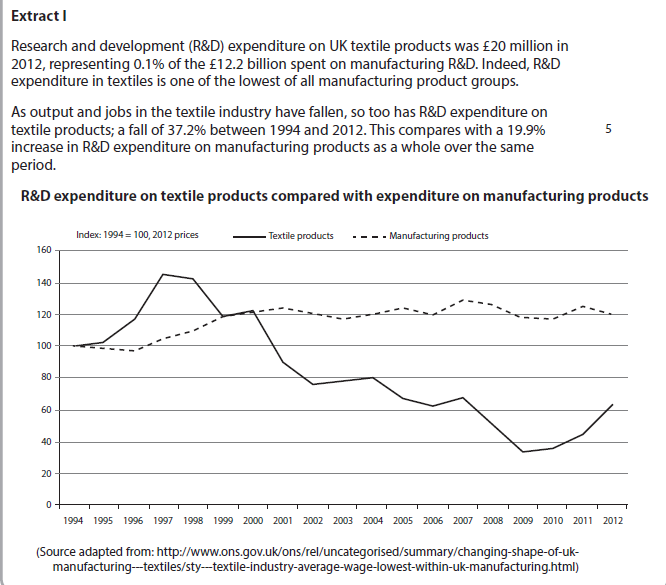 Extract I
Research and development (R&D) expenditure on UK textile products was £20 million in
2012, representing 0.1% of the £12.2 billion spent on manufacturing R&D. Indeed, R&D
expenditure in textiles is one of the lowest of all manufacturing product groups.
As output and jobs in the textile industry have fallen, so too has R&D expenditure on
textile products; a fall of 37.2% between 1994 and 2012. This compares with a 19.9% 5
increase in R&D expenditure on manufacturing products as a whole over the same
period.
R&D expenditure on textile products compared with expenditure on manufacturing products
Index: 1994 = 100, 2012 prices Textile products Manufacturing products
160
140
120
100
80
60
40
20
0
1994 1995 1996 1997 1998 1999 2000 2001 2002 2003 2004 2005 2006 2007 2008 2009 2010 2011 2012
(Source adapted from: http://www.ons.gov.uk/ons/rel/uncategorised/summary/changing-shape-of-uk-
manufacturing---textiles/sty---textile-industry-average-wage-lowest-within-uk-manufacturing.html)